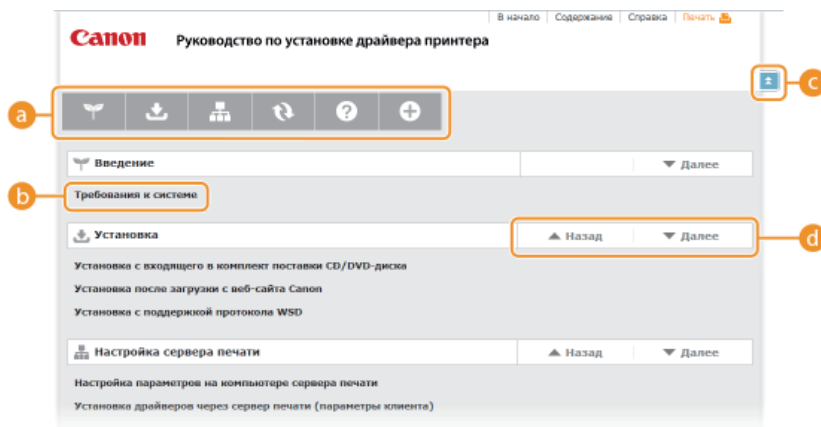 В начало Содержание Справка Печать
Canon Руководство по установке драйвера принтера
c
a
Введение Далее
b Требования к системе
Установка Назад Далее d
Установка с входящего в комплект поставки CD/DVD-диска
Установка после загрузки с веб-сайта Canon
Установка с поддержкой протокола WSD
Настройка сервера печати Назад Далее
Настройка параметров на компьютере сервера печати
Установка драйверов через сервер печати (параметры клиента)